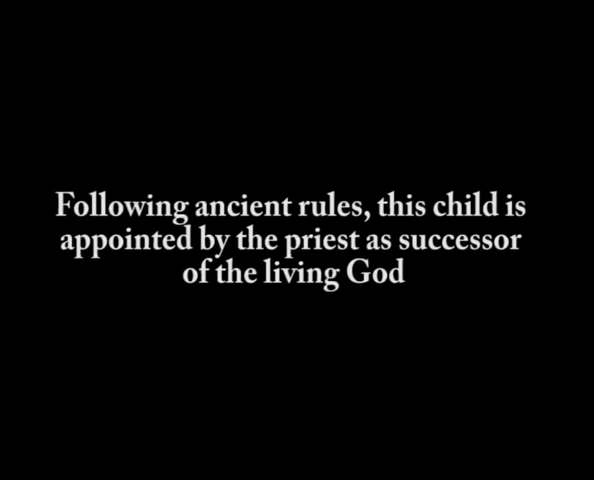 Following ancient rules, this child is
appointed by the priest as successor
of the living God